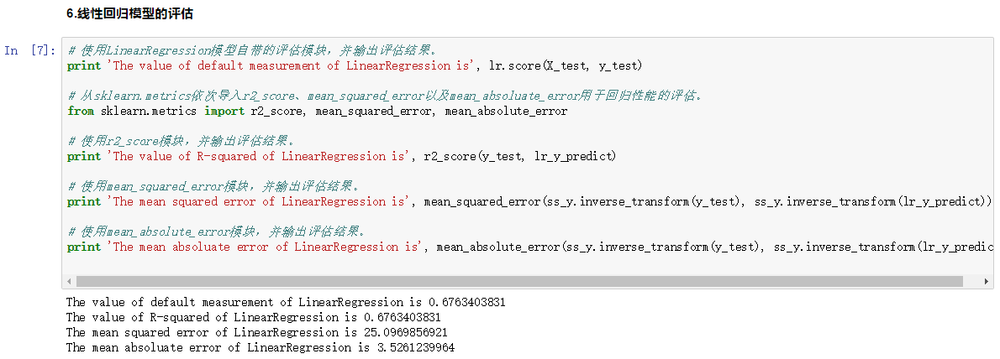 6.线性回归模型的评估
In [7]:
# 使用LinearRegression模型自带的评估模块，并输出评估结果。
print 'The value of default measurement of LinearRegression is', lr.score(X_test, y_test)
# 从sklearn.metrics依次导入r2_score、mean_squared_error以及mean_absoluate_error用于回归性能的评估。
from sklearn.metrics import r2_score, mean_squared_error, mean_absolute_error
# 使用r2_score模块，并输出评估结果。
print 'The value of R-squared of LinearRegression is', r2_score(y_test, lr_y_predict)
# 使用mean_squared_error模块，并输出评估结果。
print 'The mean squared error of LinearRegression is', mean_squared_error(ss_y.inverse_transform(y_test), ss_y.inverse_transform(lr_y_predict))
# 使用mean_absolute_error模块，并输出评估结果。
print 'The mean absoluate error of LinearRegression is', mean_absolute_error(ss_y.inverse_transform(y_test), ss_y.inverse_transform(lr_y_predic
The value of default measurement of LinearRegression is 0.6763403831
The value of R-squared of LinearRegression is 0.6763403831
The mean squared error of LinearRegression is 25.0969856921
The mean absoluate error of LinearRegression is 3.5261239964